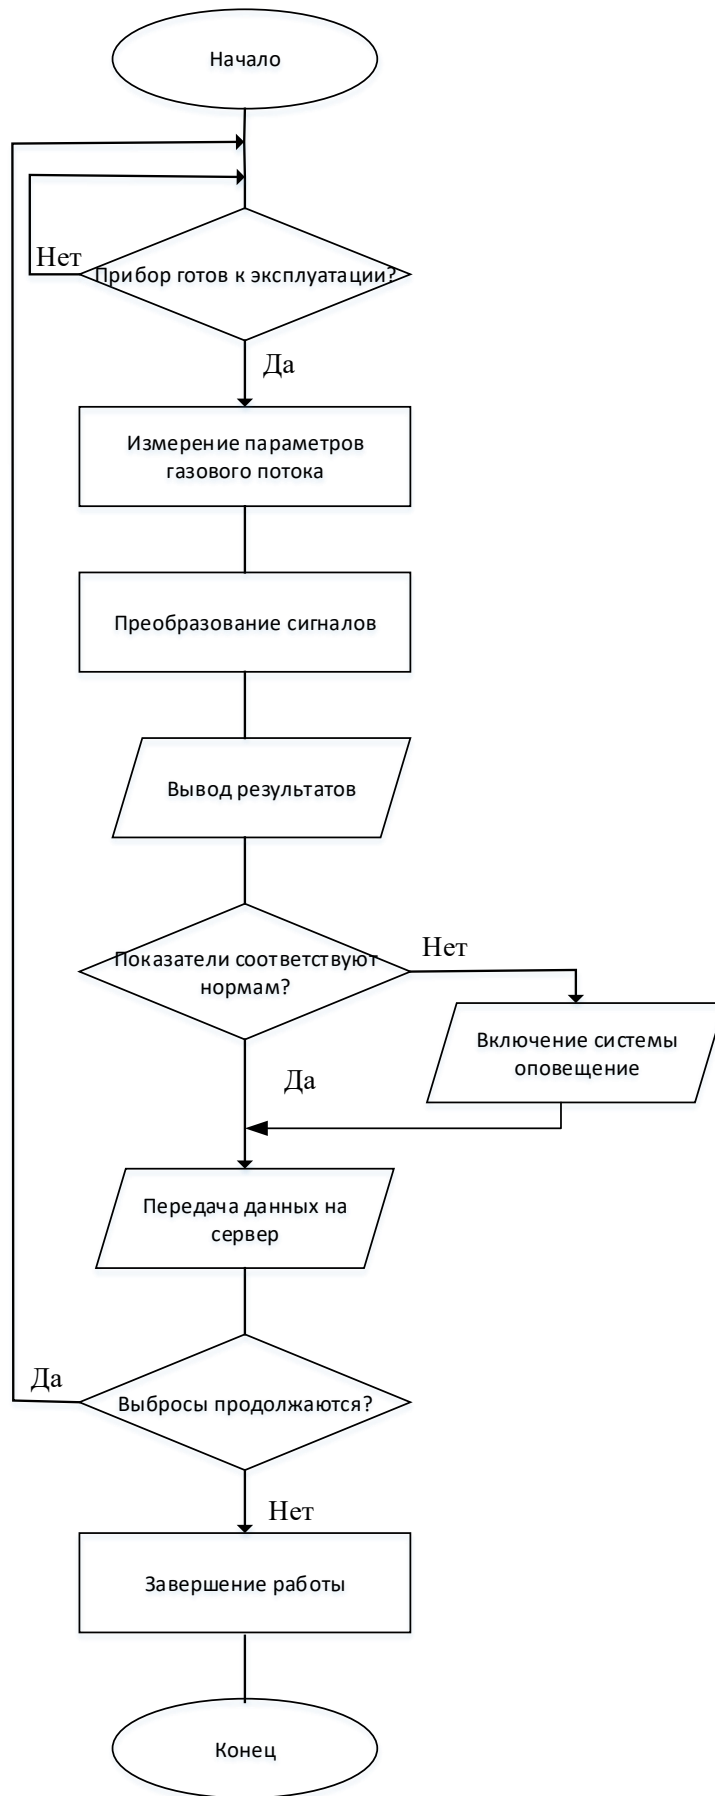 Начало
Нет
Прибор готов к эксплуатации?
Да
Измерение параметров
газового потока
Преобразование сигналов
Вывод результатов
Показатели соответствуют
нормам?
Нет
Включение системы
оповещение
Да
Передача данных на
сервер
Да
Выбросы продолжаются?
Нет
Завершение работы
Конец